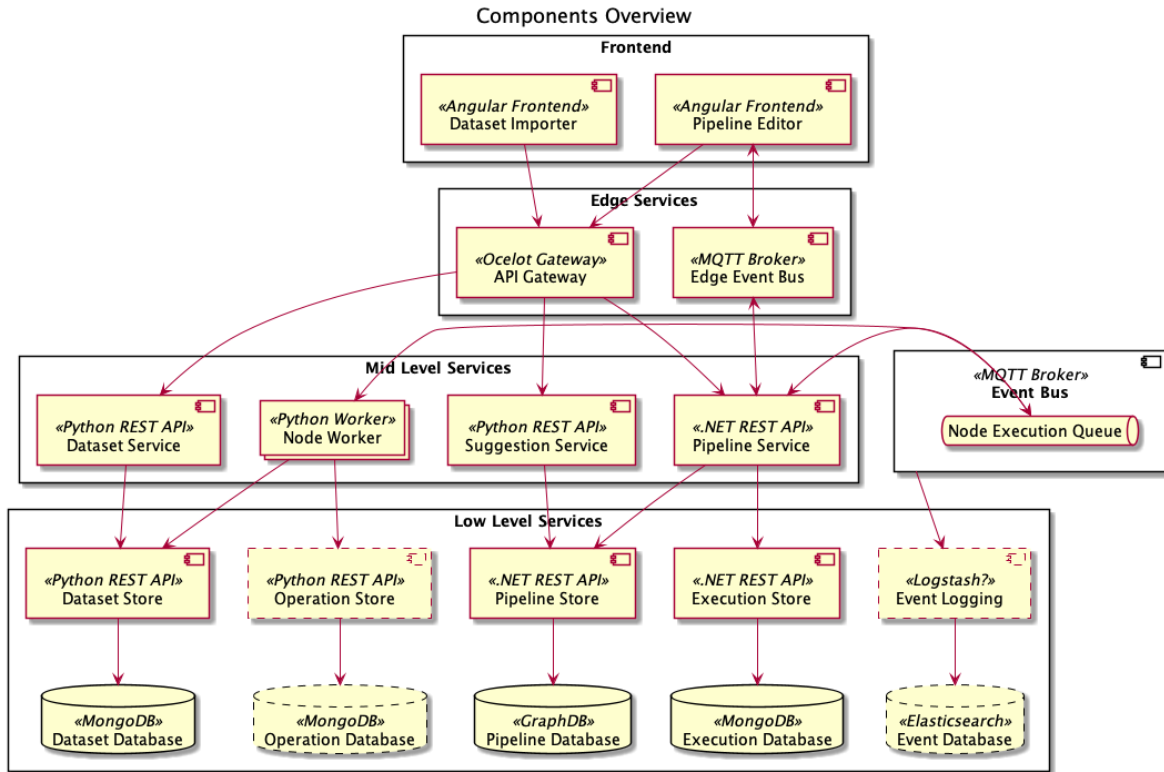 Components Overview
Frontend
«Angular Frontend»
Dataset Importer
«Angular Frontend»
Pipeline Editor
Edge Services
«Ocelot Gateway»
API Gateway
«MQTT Broker»
Edge Event Bus
Mid Level Services
«Python REST API»
Dataset Service
«Python Worker»
Node Worker
«Python REST API»
Suggestion Service
«.NET REST API»
Pipeline Service
«MQTT Broker»
Event Bus
Node Execution Queue
Low Level Services
«Python REST API»
Dataset Store
«Python REST API»
Operation Store
«.NET REST API»
Pipeline Store
«.NET REST API»
Execution Store
«Logstash?»
Event Logging
«MongoDB»
Dataset Database
«MongoDB»
Operation Database
«GraphDB»
Pipeline Database
«MongoDB»
Execution Database
«Elasticsearch»
Event Database